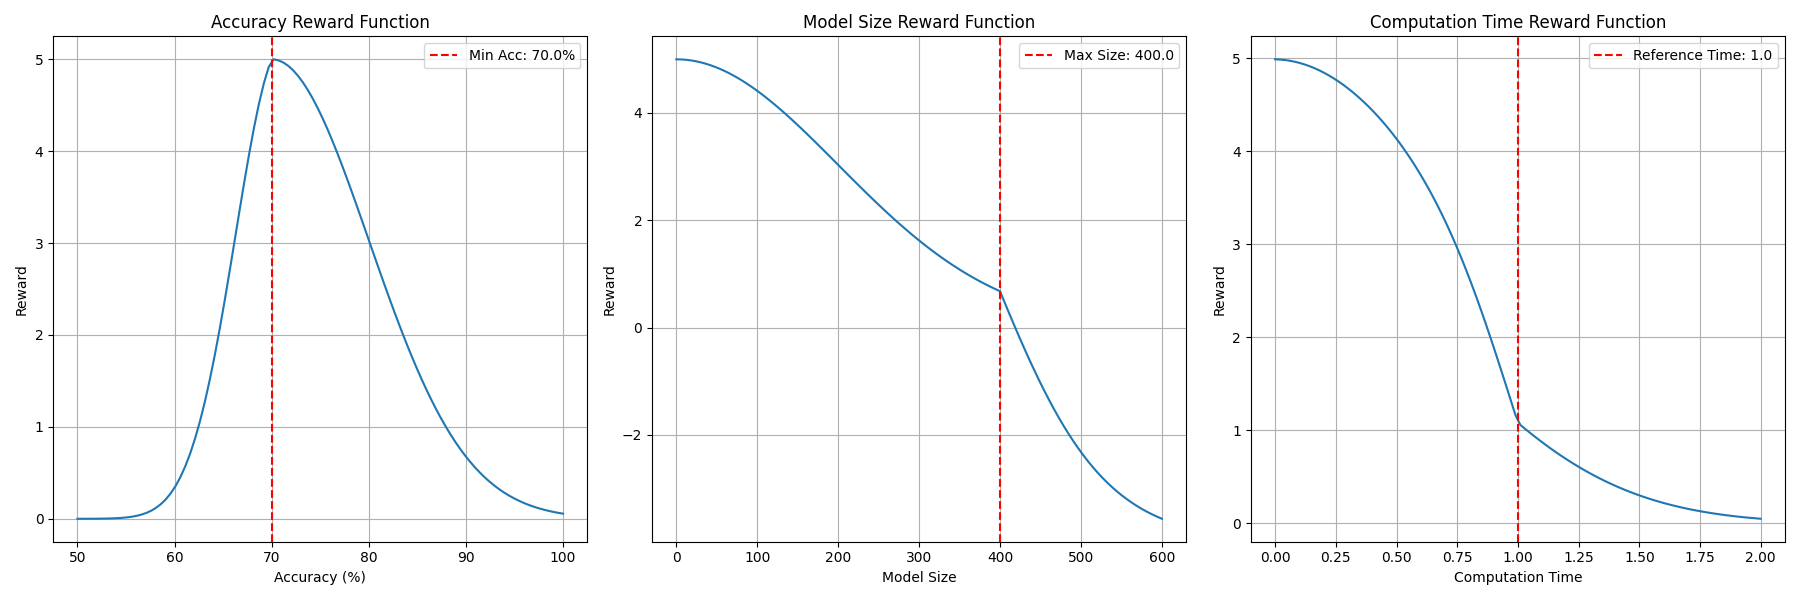 Accuracy Reward Function
Min Acc: 70.0%
Reward
5
4
3
2
1
0
50 60 70 80 90 100
Accuracy (%)
Model Size Reward Function
Max Size: 400.0
Reward
4
2
0
−2
0 100 200 300 400 500 600
Model Size
Computation Time Reward Function
Reference Time: 1.0
Reward
5
4
3
2
1
0
0.00 0.25 0.50 0.75 1.00 1.25 1.50 1.75 2.00
Computation Time